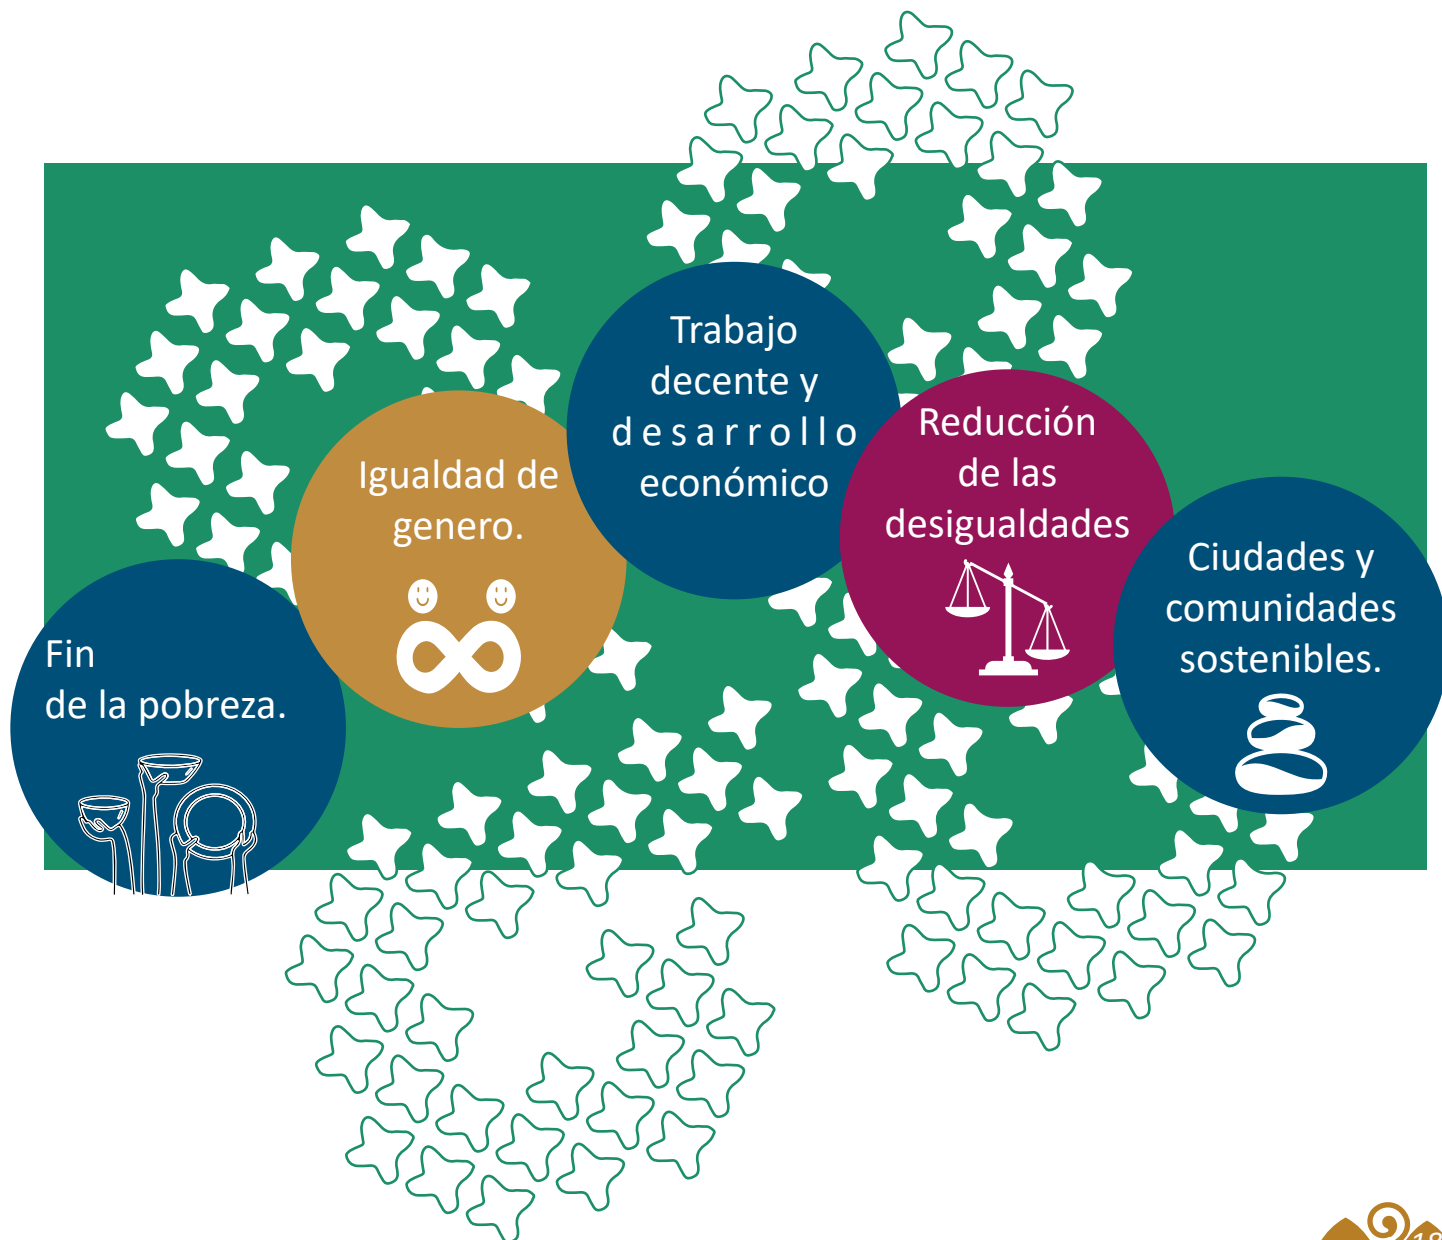 Fin
de la pobreza.
Igualdad de
genero.
Trabajo
decente y
desarrollo
económico
Reducción
de las
desigualdades
Ciudades y
comunidades
sostenibles.